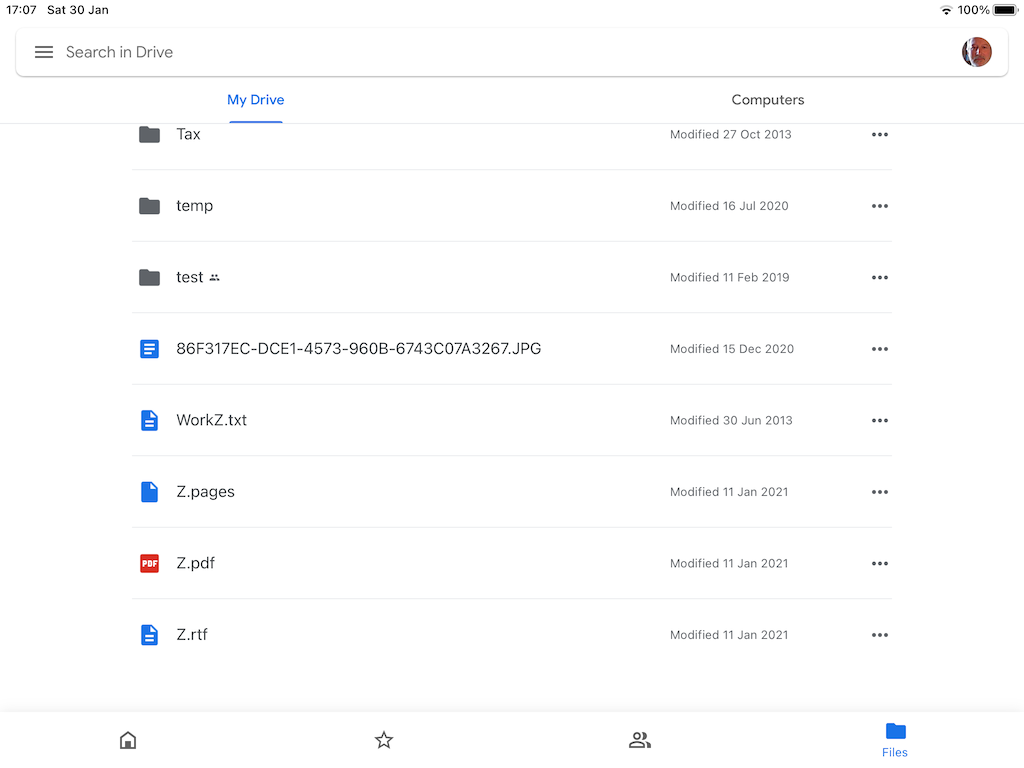 17:07 Sat 30 Jan 100%
Search in Drive
My Drive Computers
Tax Modified 27 Oct 2013
temp Modified 16 Jul 2020
test Modified 11 Feb 2019
86F317EC-DCE1-4573-960B-6743C07A3267.JPG Modified 15 Dec 2020
WorkZ.txt Modified 30 Jun 2013
Z.pages Modified 11 Jan 2021
PDF Z.pdf Modified 11 Jan 2021
Z.rtf Modified 11 Jan 2021
Files